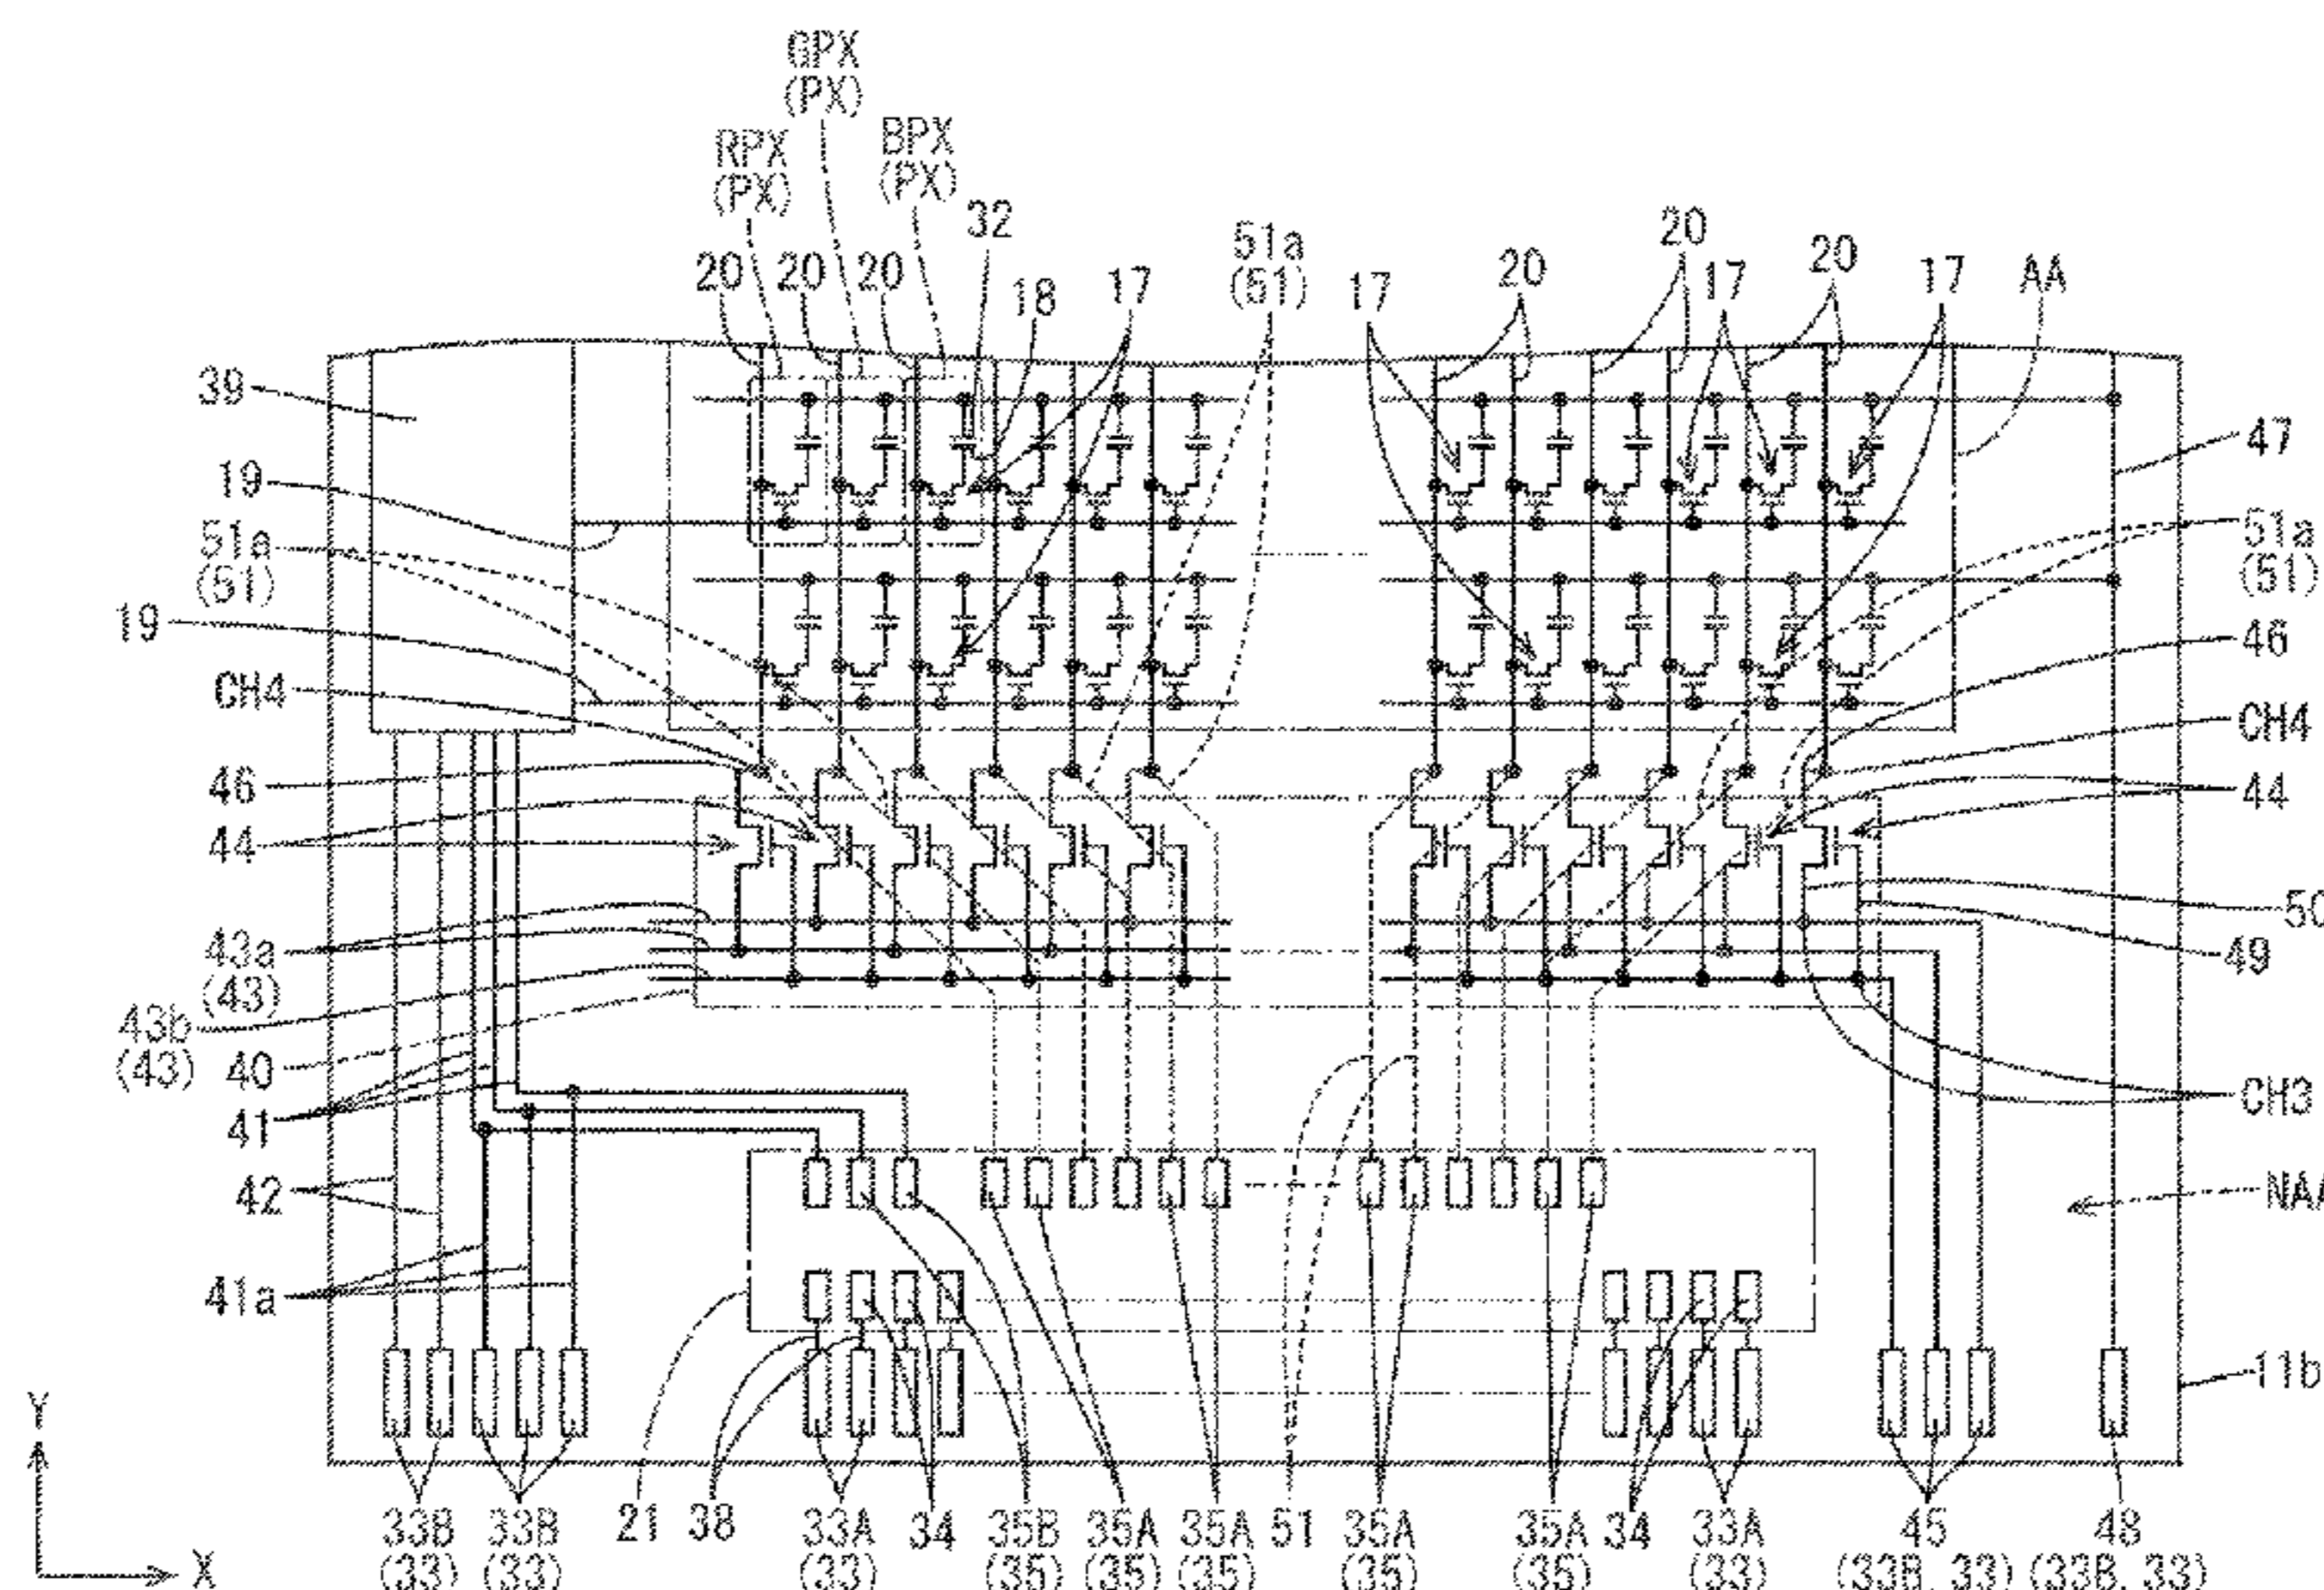 GPX
(PX)
RPX
(PX)
BPX
(PX)
32
20
20
20
18
17
51a
(51)
17
20
20
17
20
17
AA
39
47
19
51a
(51)
51a
(51)
19
46
CH4
CH4
46
44
44
50
43a
(43)
49
43b
(43)
40
CH3
41
42
NAA
41a
11b
Y
X
33B
(33)
33B
(33)
21
38
33A
(33)
34
35B
(35)
35A
(35)
35A
(35)
51
35A
(35)
35A
(35)
34
33A
(33)
45
(33B, 33)
48
(33B, 33)